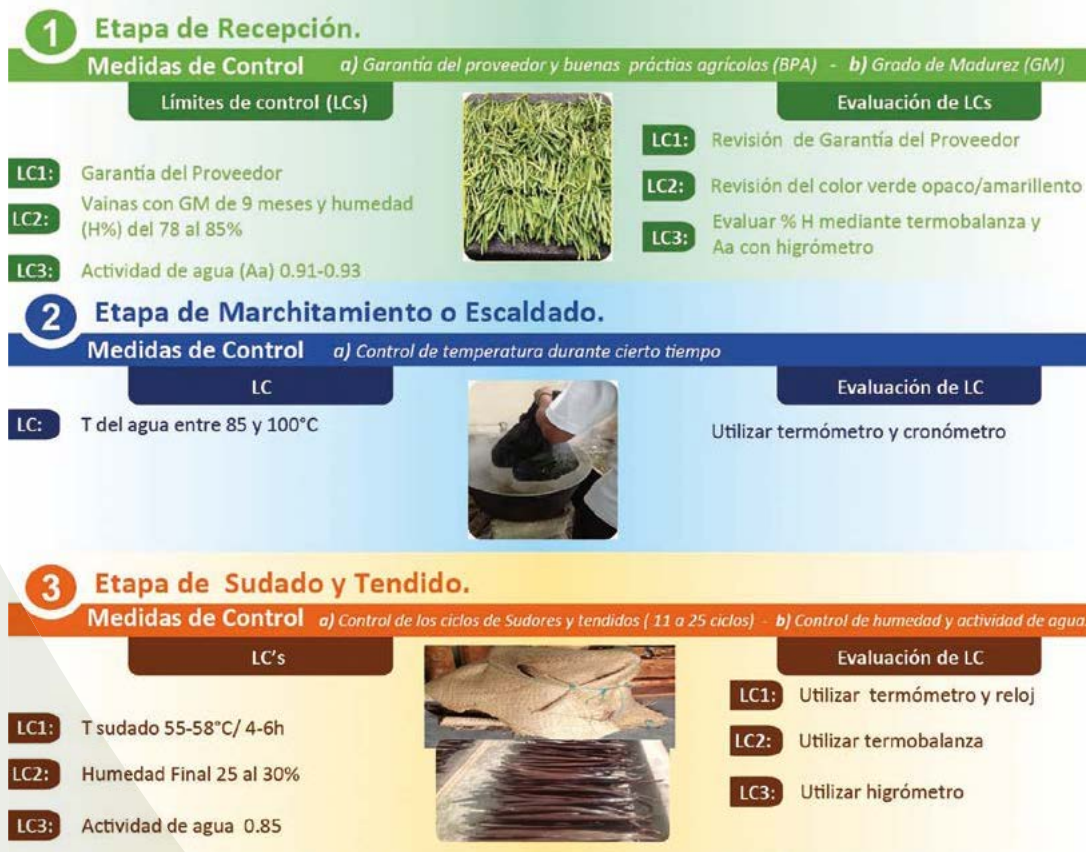 1 Etapa de Recepción.
Medidas de Control a) Garantía del proveedor y buenas práctias agrícolas (BPA) - b) Grado de Madurez (GM)
Límites de control (LCs)
LC1: Garantía del Proveedor
LC2: Vainas con GM de 9 meses y humedad
(H%) del 78 al 85%
LC3: Actividad de agua (Aa) 0.91-0.93
Evaluación de LCs
LC1: Revisión de Garantía del Proveedor
LC2: Revisión del color verde opaco/amarillento
LC3: Evaluar % H mediante termobalanza y
Aa con higrómetro
2 Etapa de Marchitamiento o Escaldado.
Medidas de Control a) Control de temperatura durante cierto tiempo
LC
LC: T del agua entre 85 y 100°C
Evaluación de LC
Utilizar termómetro y cronómetro
3 Etapa de Sudado y Tendido.
Medidas de Control a) Control de los ciclos de Sudores y tendidos ( 11 a 25 ciclos) - b) Control de humedad y actividad de agua.
LC's
LC1: T sudado 55-58°C/ 4-6h
LC2: Humedad Final 25 al 30%
LC3: Actividad de agua 0.85
Evaluación de LC
LC1: Utilizar termómetro y reloj
LC2: Utilizar termobalanza
LC3: Utilizar higrómetro